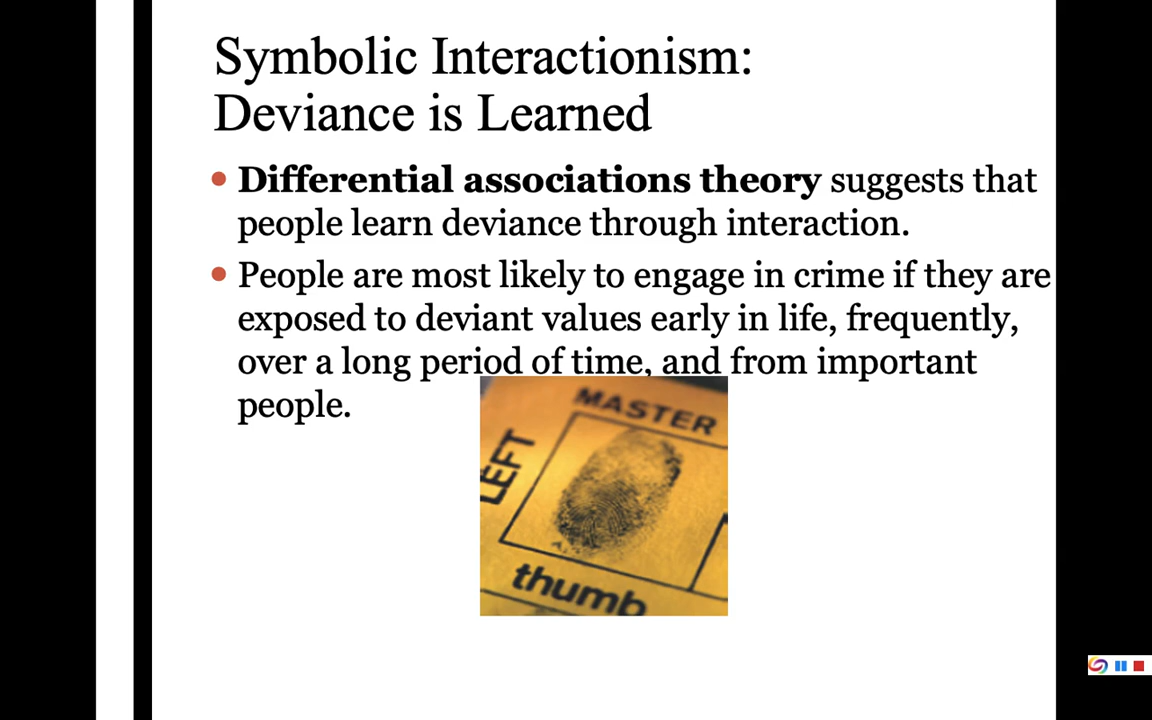 Symbolic Interactionism:
Deviance is Learned
• Differential associations theory suggests that
people learn deviance through interaction.
• People are most likely to engage in crime if they are
exposed to deviant values early in life, frequently,
over a long period of time, and from important
people.
MASTER
LEFT
thumb